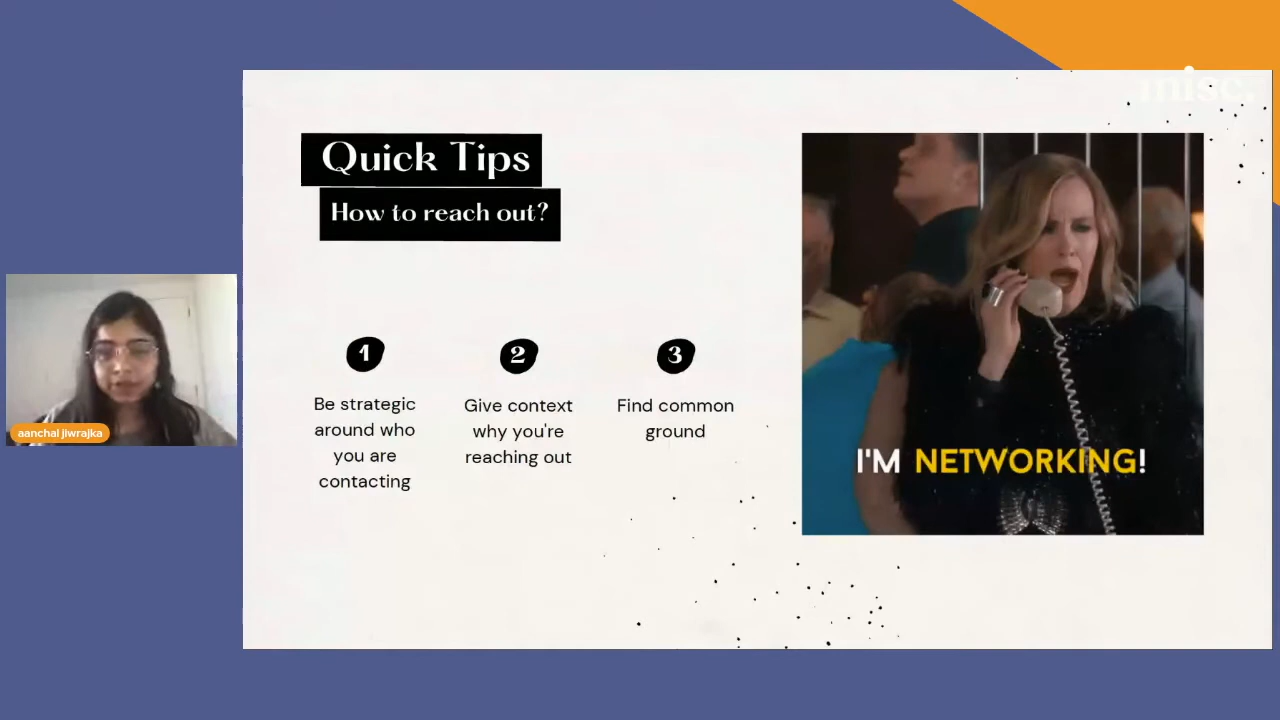 misc.
Quick Tips
How to reach out?
1
Be strategic
around who
you are
contacting
2
Give context
why you're
reaching out
3
Find common
ground
I'M NETWORKING!
aanchal jiwrajka